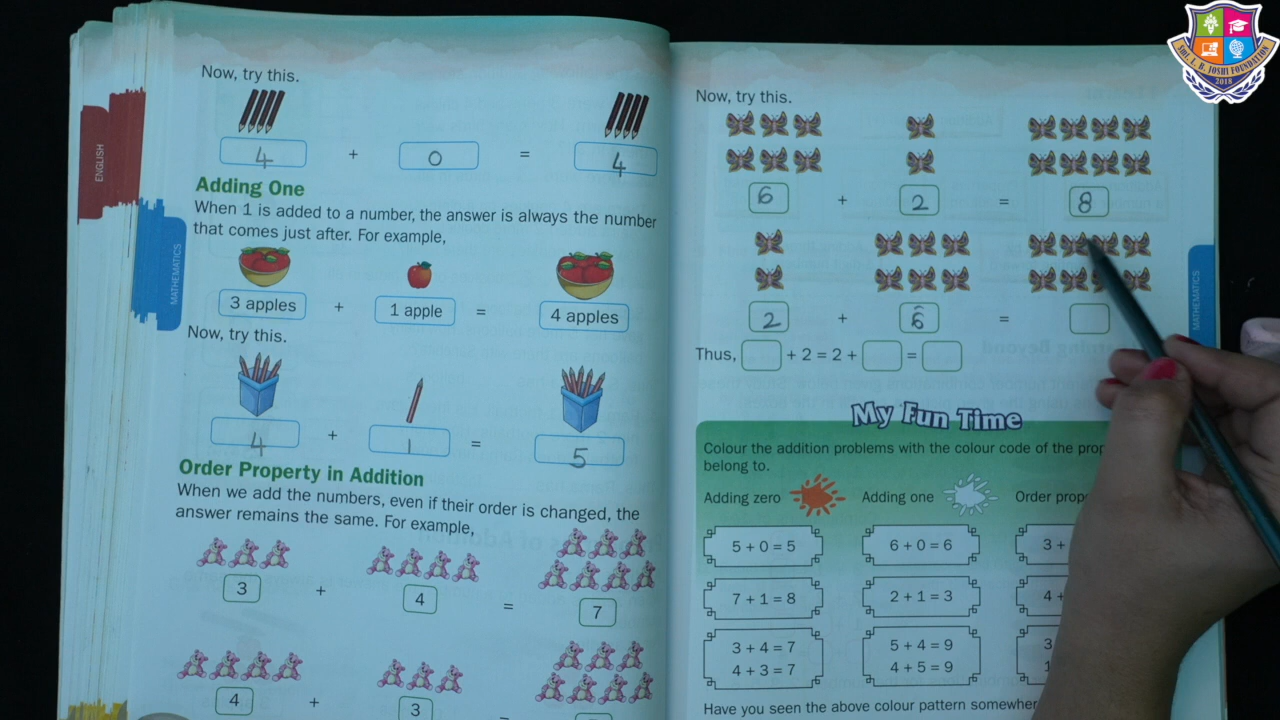 Now, try this.
4 + 0 = 4
Adding One
When 1 is added to a number, the answer is always the number
that comes just after. For example,
3 apples + 1 apple = 4 apples
Now, try this.
4 + 1 = 5
Order Property in Addition
When we add the numbers, even if their order is changed, the
answer remains the same. For example,
3 + 4 = 7
4 + 3 =
ENGLISH
MATHEMATICS
Now, try this.
6 + 2 = 8
2 + 6 =
Thus, + 2 = 2 + =
My Fun Time
Colour the addition problems with the colour code of the
belong to.
Adding zero Adding one Order
5 + 0 = 5 6 + 0 = 6 3 +
7 + 1 = 8 2 + 1 = 3 4 +
3 + 4 = 7 5 + 4 = 9 3
4 + 3 = 7 4 + 5 = 9 1
Have you seen the above colour pattern
MATHEMATICS
SHI. L. B. JOSHI FOUNDATION
2018